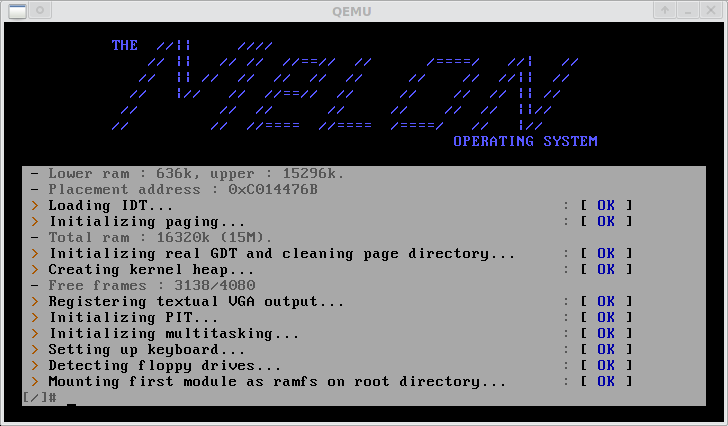 QEMU
THE
MELON
OPERATING SYSTEM
- Lower ram : 636k, upper : 15296k.
- Placement address : 0xC014476B
> Loading IDT... : [ OK ]
> Initializing paging... : [ OK ]
- Total ram : 16320k (15M).
> Initializing real GDT and cleaning page directory... : [ OK ]
> Creating kernel heap... : [ OK ]
- Free frames : 3138/4080
> Registering textual VGA output... : [ OK ]
> Initializing PIT... : [ OK ]
> Initializing multitasking... : [ OK ]
> Setting up keyboard... : [ OK ]
> Detecting floppy drives... : [ OK ]
> Mounting first module as ramfs on root directory... : [ OK ]
[/]# _